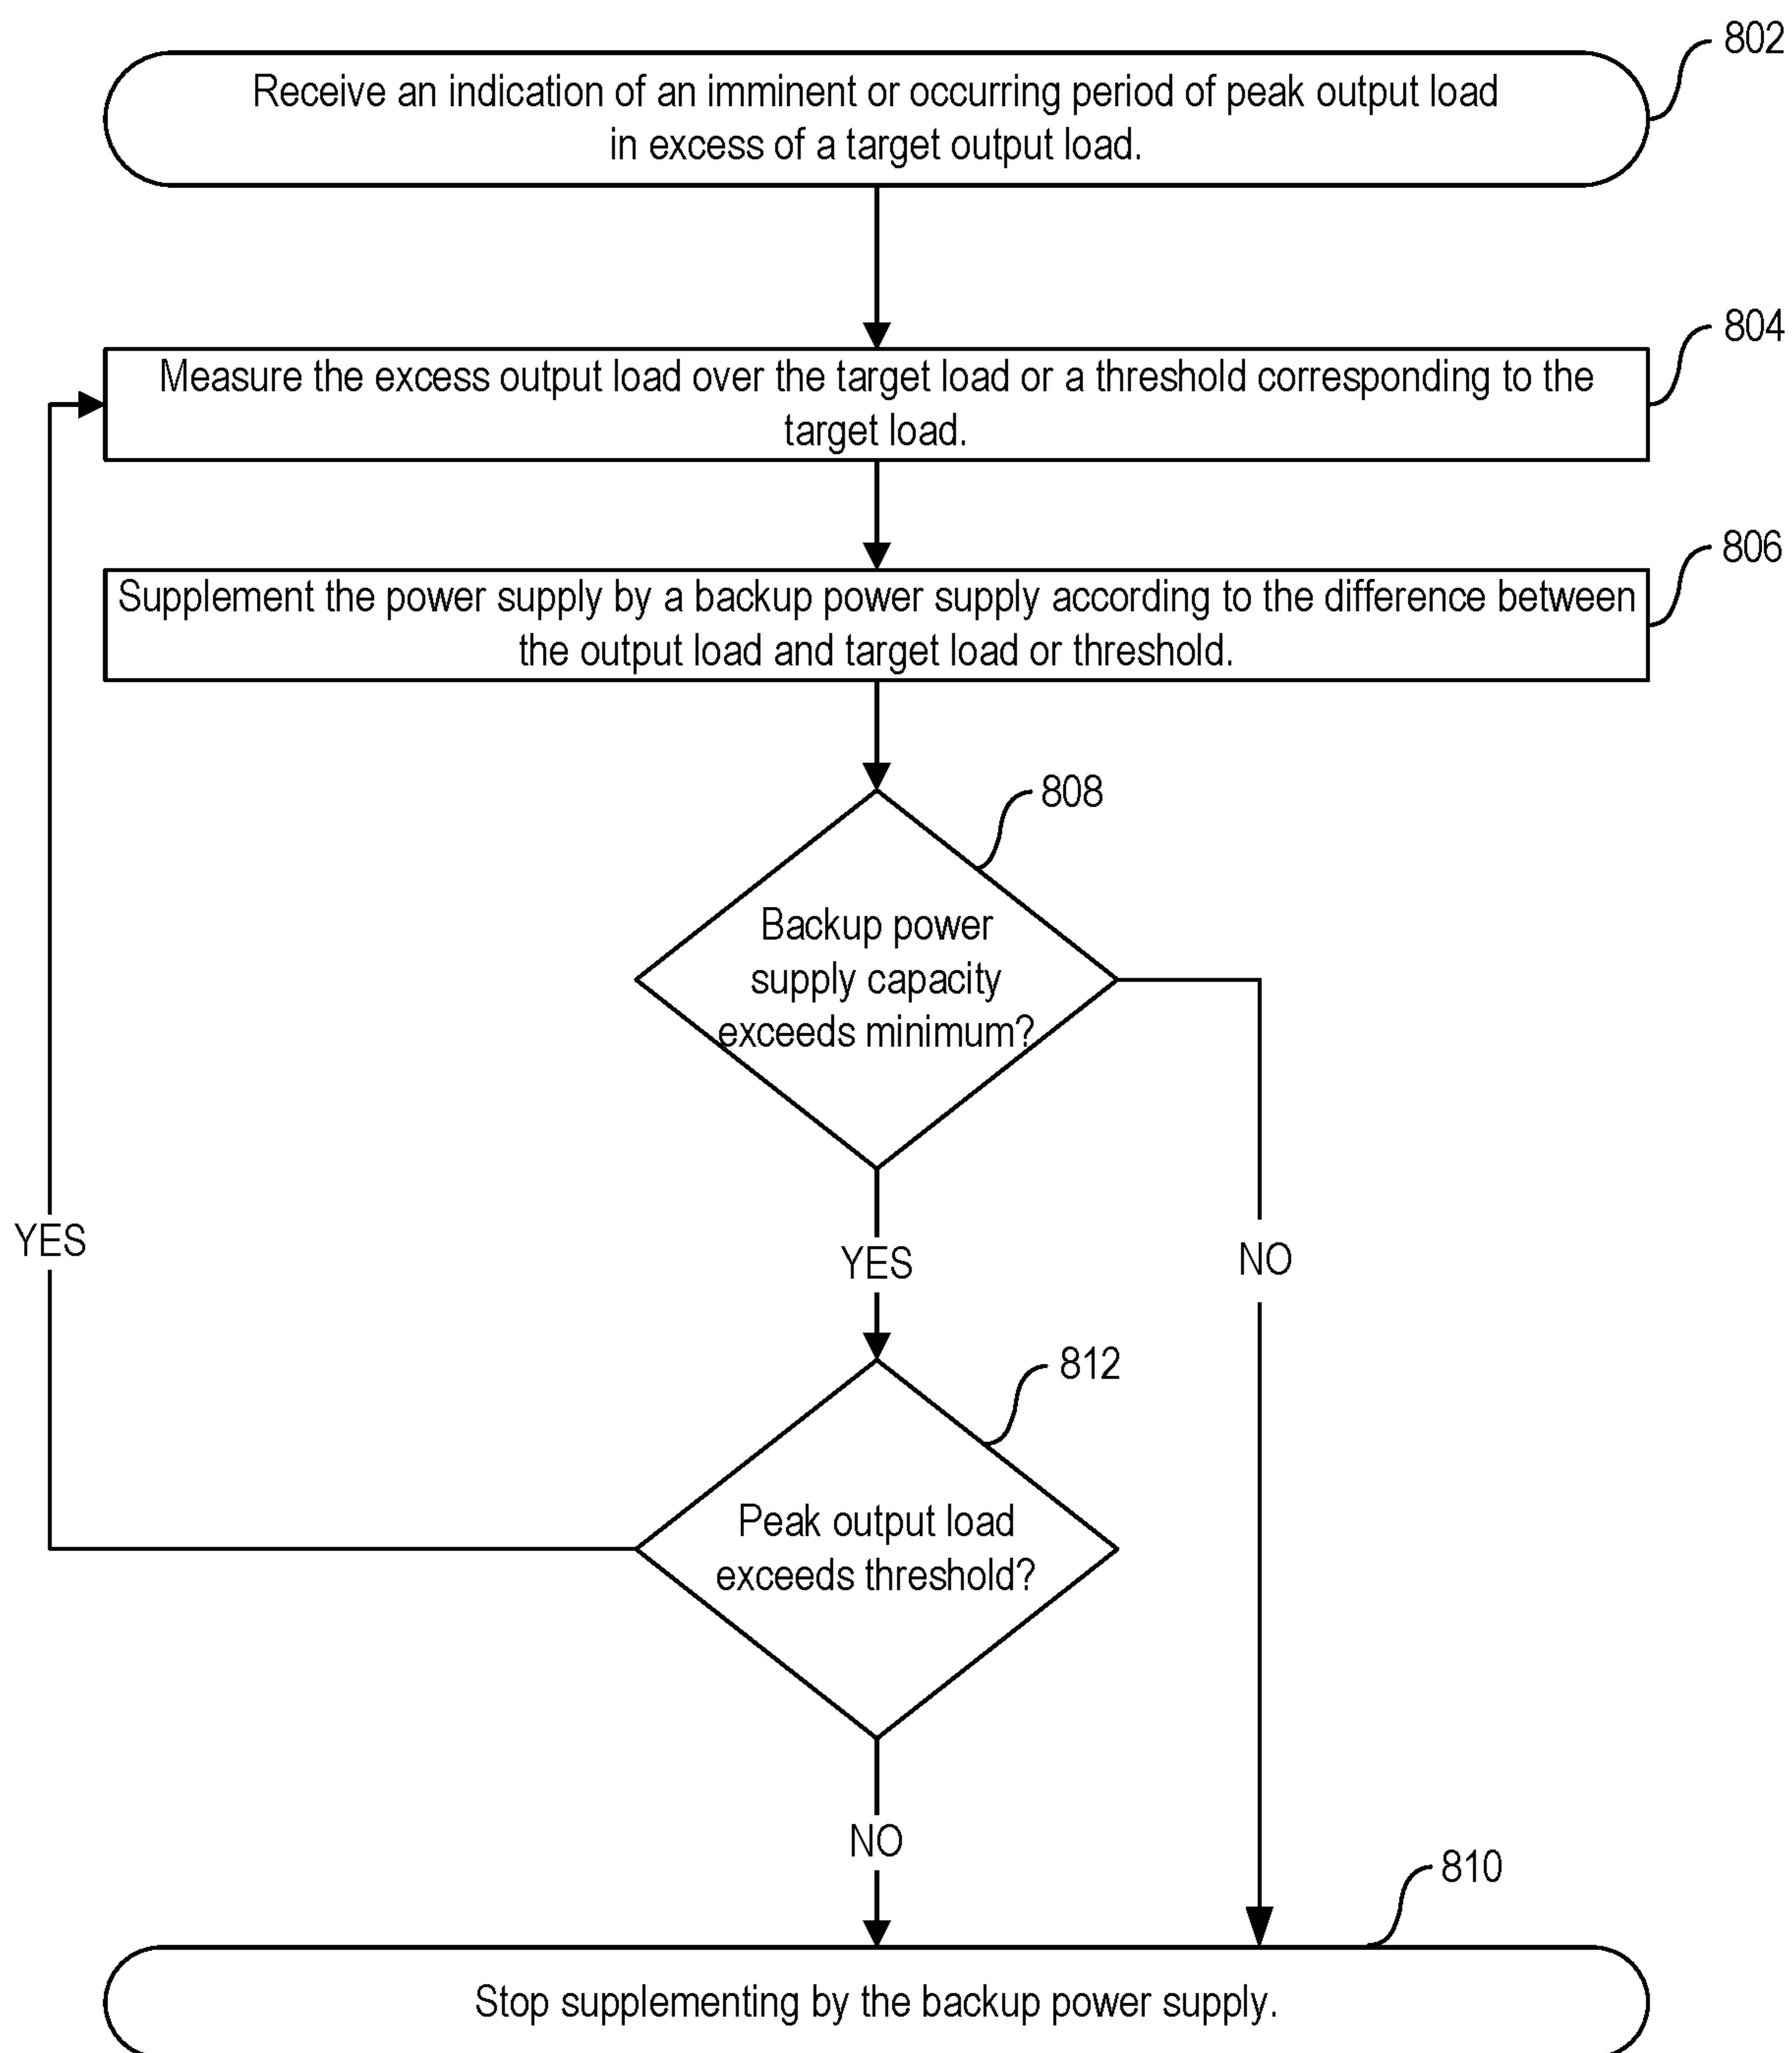 802
Receive an indication of an imminent or occurring period of peak output load
in excess of a target output load.
804
Measure the excess output load over the target load or a threshold corresponding to the
target load.
806
Supplement the power supply by a backup power supply according to the difference between
the output load and target load or threshold.
808
Backup power
supply capacity
exceeds minimum?
YES
YES
NO
812
Peak output load
exceeds threshold?
NO
810
Stop supplementing by the backup power supply.